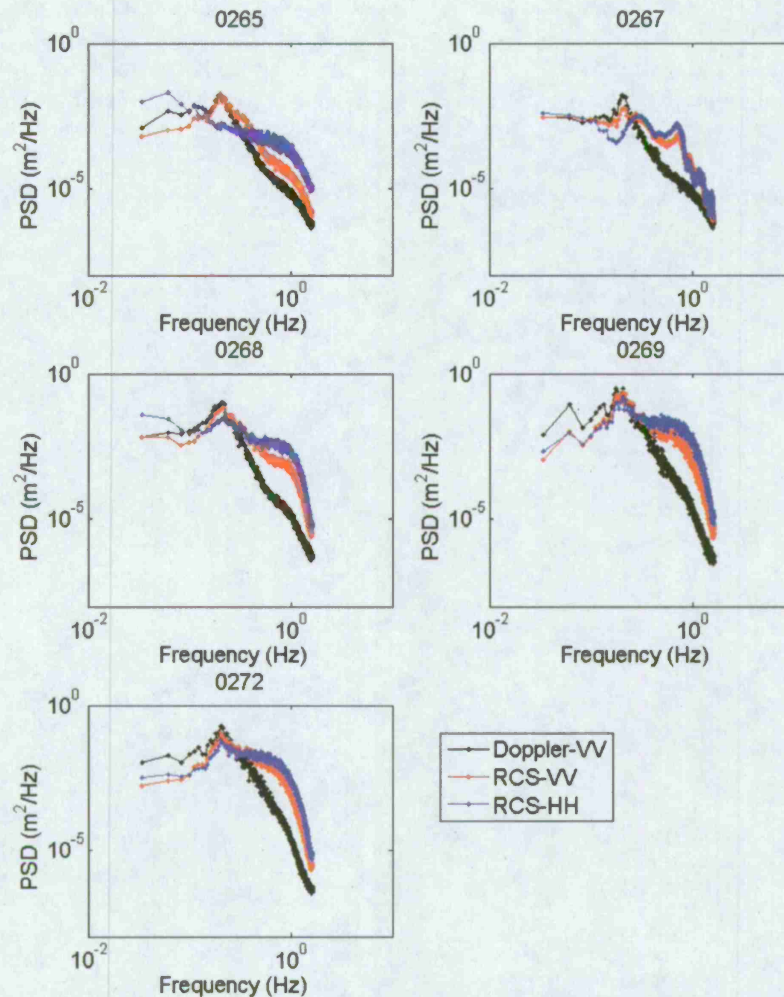 0265
10^0
10^-5
PSD (m^2/Hz)
10^-2
10^0
Frequency (Hz)
0267
10^0
10^-5
PSD (m^2/Hz)
10^-2
10^0
Frequency (Hz)
0268
10^0
10^-5
PSD (m^2/Hz)
10^-2
10^0
Frequency (Hz)
0269
10^0
10^-5
PSD (m^2/Hz)
10^-2
10^0
Frequency (Hz)
0272
10^0
10^-5
PSD (m^2/Hz)
10^-2
10^0
Frequency (Hz)
Doppler-VV
RCS-VV
RCS-HH